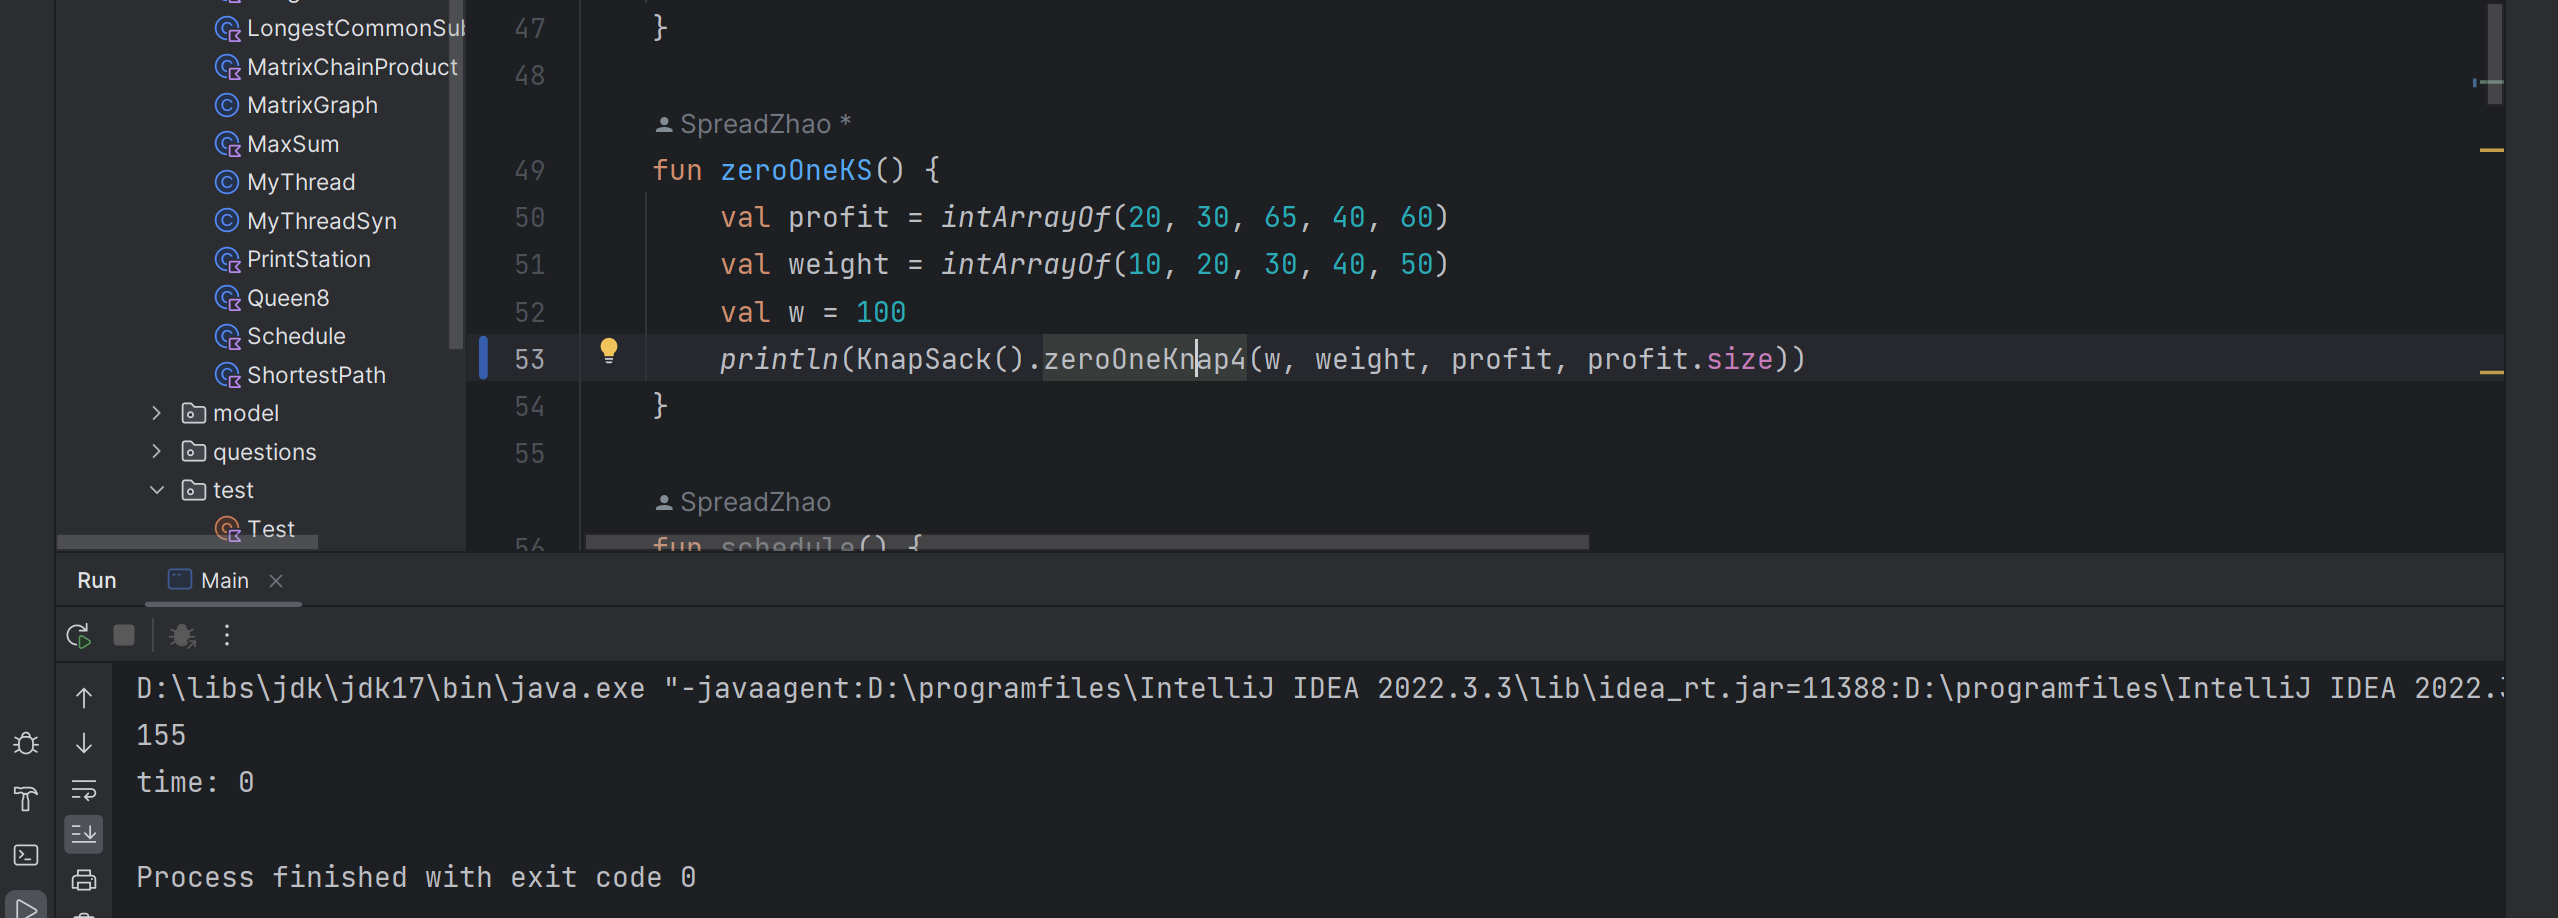 LongestCommonSub
MatrixChainProduct
MatrixGraph
MaxSum
MyThread
MyThreadSyn
PrintStation
Queen8
Schedule
ShortestPath
model
questions
test
Test
47 }
48
SpreadZhao *
49 fun zeroOneKS() {
50 val profit = intArrayOf(20, 30, 65, 40, 60)
51 val weight = intArrayOf(10, 20, 30, 40, 50)
52 val w = 100
53 println(KnapSack().zeroOneKnap4(w, weight, profit, profit.size))
54 }
55
SpreadZhao
56 fun schedule() {
Run Main
D:\libs\jdk\jdk17\bin\java.exe "-javaagent:D:\programfiles\IntelliJ IDEA 2022.3.3\lib\idea_rt.jar=11388:D:\programfiles\IntelliJ IDEA 2022.3
155
time: 0
Process finished with exit code 0